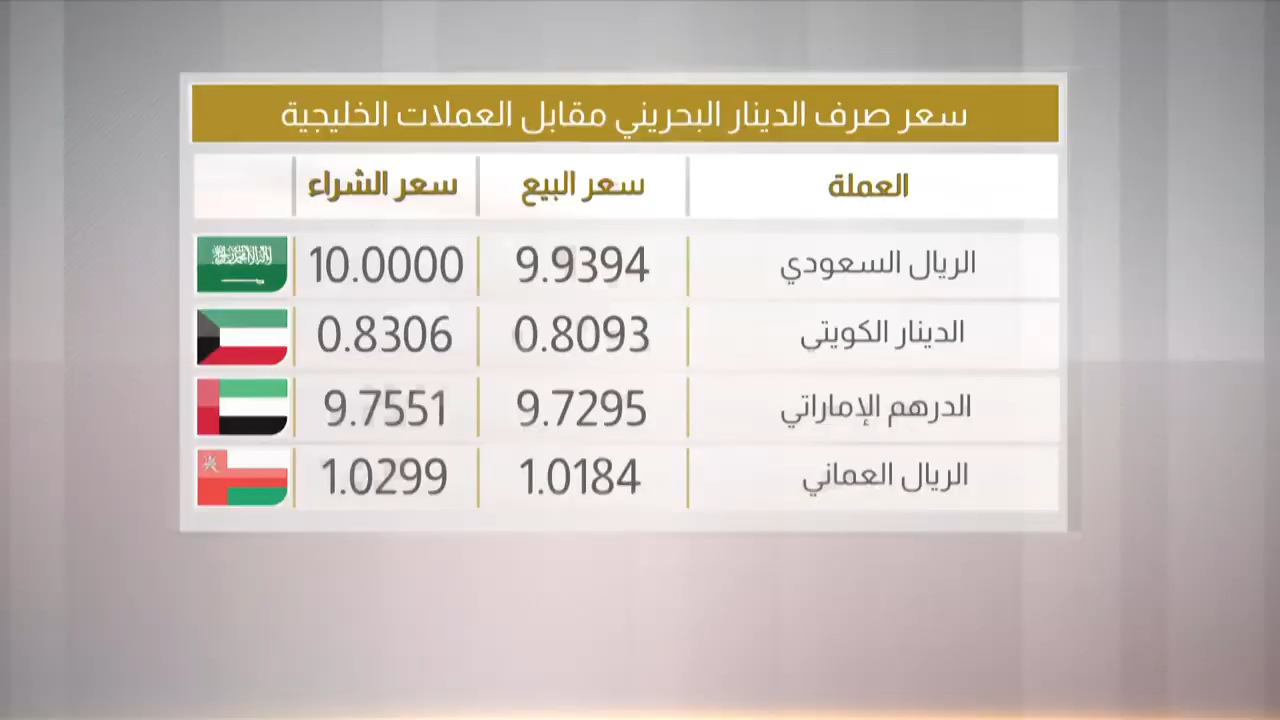 سعر صرف الدينار البحريني مقابل العملات الخليجية
العملة سعر البيع سعر الشراء
الريال السعودي 9.9394 10.0000
الدينار الكويتي 0.8093 0.8306
الدرهم الإماراتي 9.7295 9.7551
الريال العماني 1.0184 1.0299